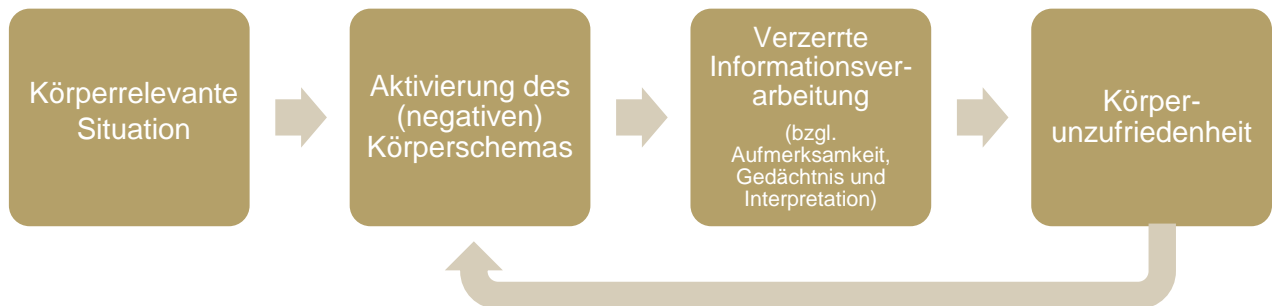 Körperrelevante
Situation
Aktivierung des
(negativen)
Körperschemas
Verzerrte
Informationsver-
arbeitung
(bzgl.
Aufmerksamkeit,
Gedächtnis und
Interpretation)
Körper-
unzufriedenheit